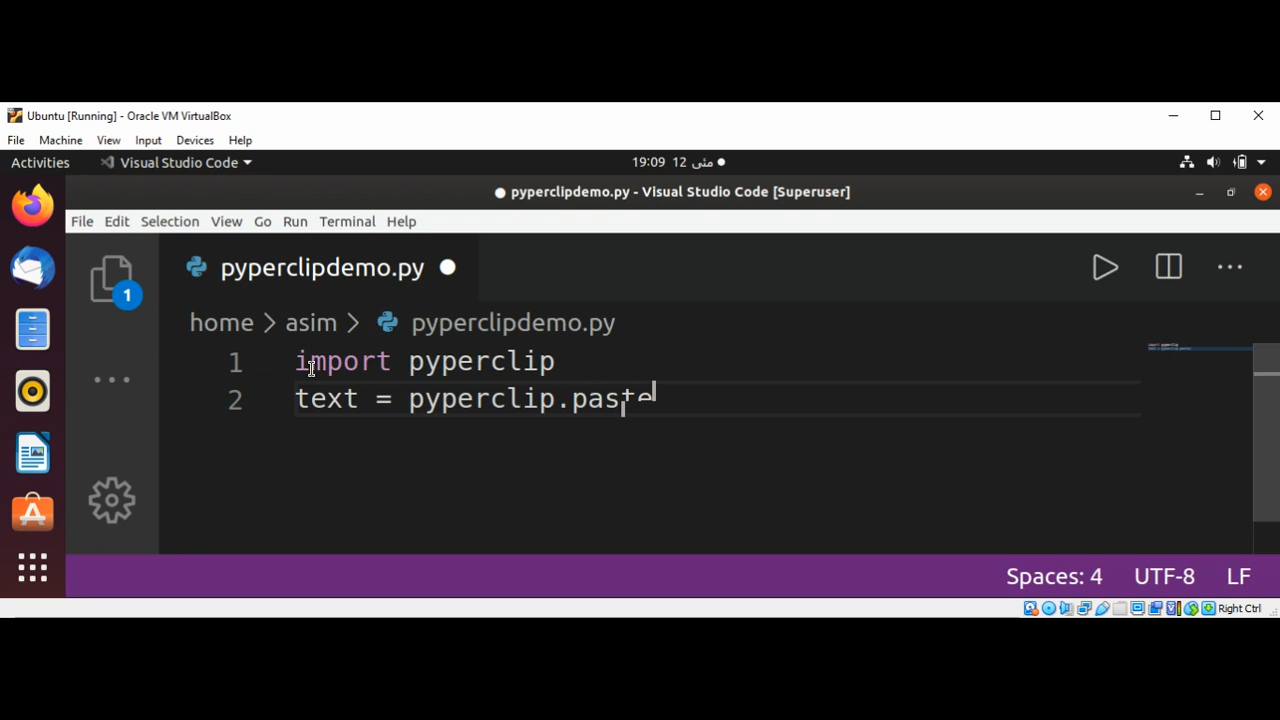 Ubuntu [Running] - Oracle VM VirtualBox
File Machine View Input Devices Help
Activities Visual Studio Code 19:09 12 مئی
● pyperclipdemo.py - Visual Studio Code [Superuser]
File Edit Selection View Go Run Terminal Help
1 pyperclipdemo.py
home > asim > pyperclipdemo.py
1 import pyperclip
2 text = pyperclip.paste
Spaces: 4 UTF-8 LF
Right Ctrl